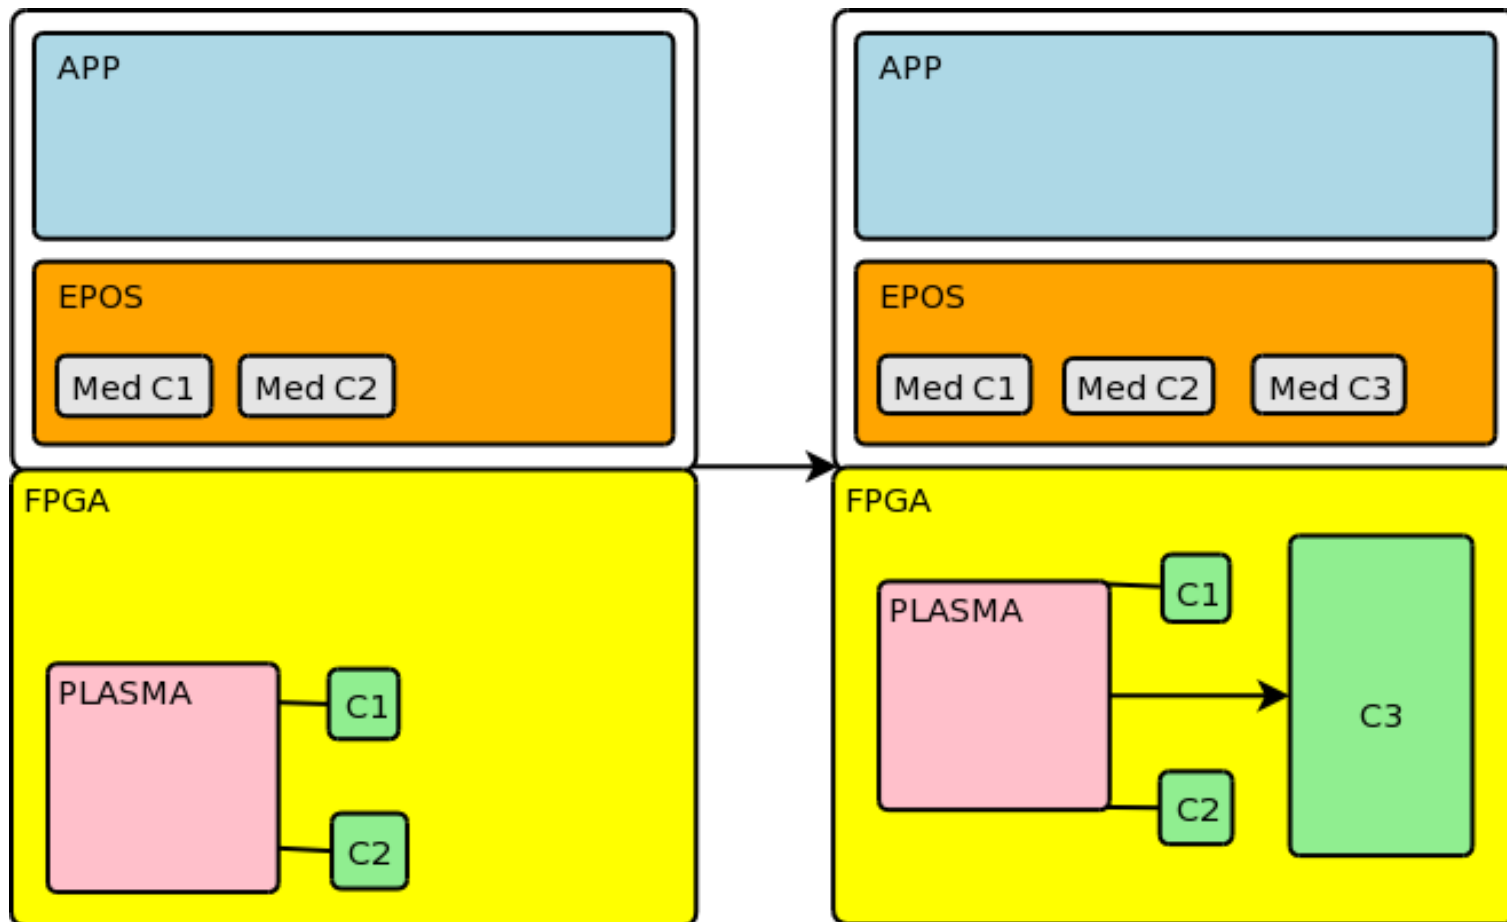 APP
EPOS
Med C1
Med C2
FPGA
PLASMA
C1
C2
APP
EPOS
Med C1
Med C2
Med C3
FPGA
PLASMA
C1
C3
C2